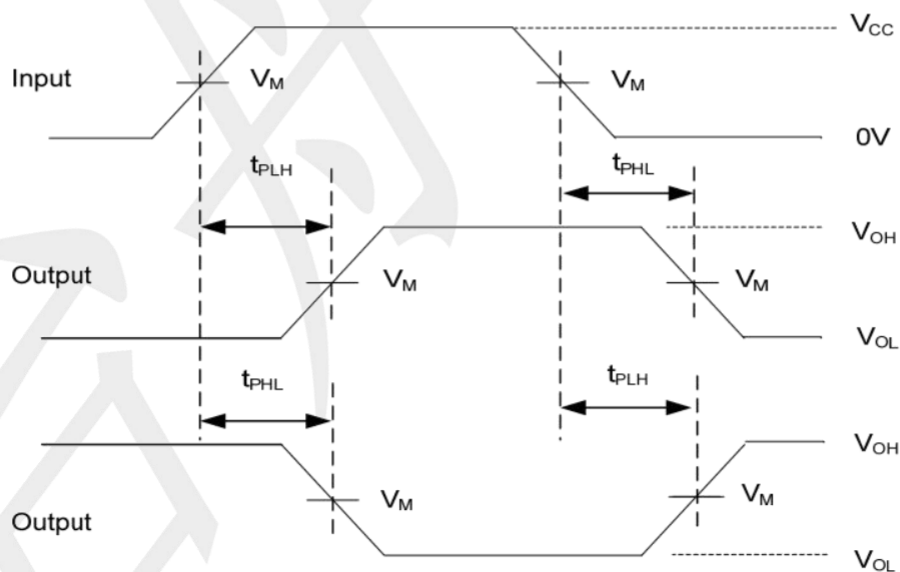 V_CC
Input
V_M
V_M
0V
t_PLH
t_PHL
V_OH
Output
V_M
V_M
V_OL
t_PHL
t_PLH
V_OH
V_M
V_M
Output
V_OL